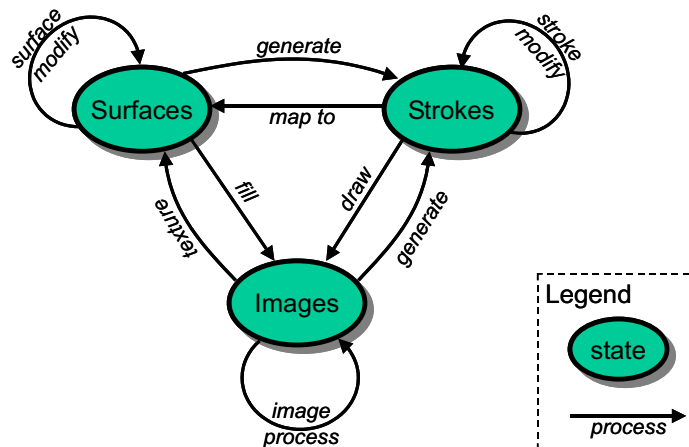 surface
modify
generate
stroke
modify
Surfaces
Strokes
map to
fill
draw
texture
generate
Images
image
process
Legend
state
process